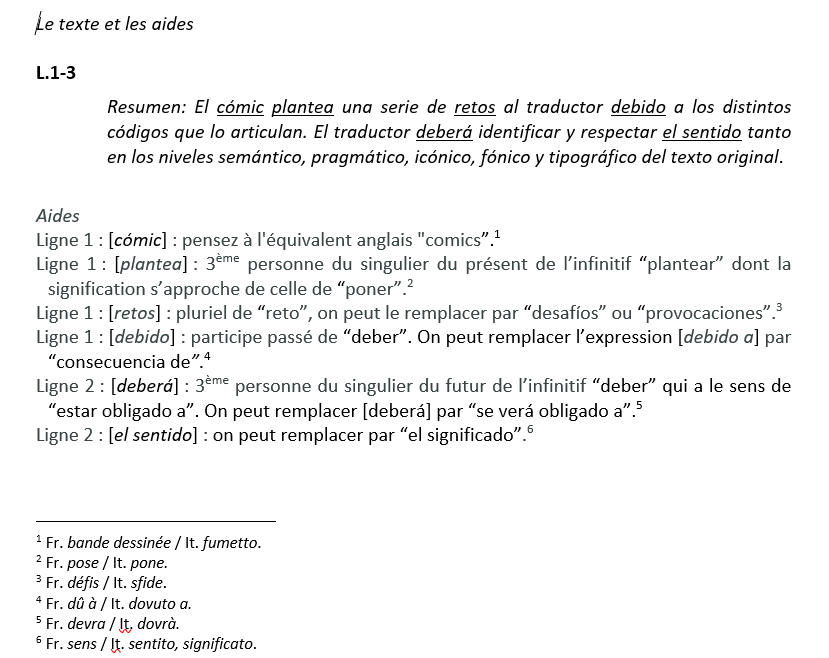 Le texte et les aides
L.1-3
Resumen: El cómic plantea una serie de retos al traductor debido a los distintos
códigos que lo articulan. El traductor deberá identificar y respectar el sentido tanto
en los niveles semántico, pragmático, icónico, fónico y tipográfico del texto original.
Aides
Ligne 1 : [cómic] : pensez à l'équivalent anglais "comics”.¹
Ligne 1 : [plantea] : 3ème personne du singulier du présent de l’infinitif “plantear” dont la
signification s’approche de celle de “poner”.²
Ligne 1 : [retos] : pluriel de “reto”, on peut le remplacer par “desafíos” ou “provocaciones”.³
Ligne 1 : [debido] : participe passé de “deber”. On peut remplacer l’expression [debido a] par
“consecuencia de”.⁴
Ligne 2 : [deberá] : 3ème personne du singulier du futur de l’infinitif “deber” qui a le sens de
“estar obligado a”. On peut remplacer [deberá] par “se verá obligado a”.⁵
Ligne 2 : [el sentido] : on peut remplacer par “el significado”.⁶
¹ Fr. bande dessinée / It. fumetto.
² Fr. pose / It. pone.
³ Fr. défis / It. sfide.
⁴ Fr. dû à / It. dovuto a.
⁵ Fr. devra / It. dovrà.
⁶ Fr. sens / It. sentito, significato.